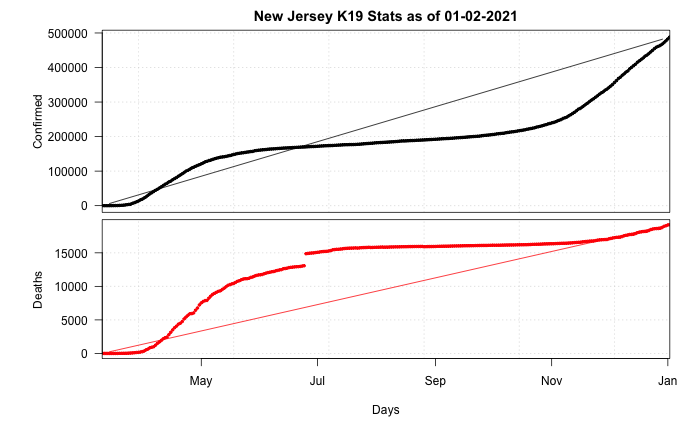 New Jersey K19 Stats as of 01-02-2021
500000
400000
300000
200000
100000
0
Confirmed
15000
10000
5000
0
Deaths
May Jul Sep Nov Jan
Days